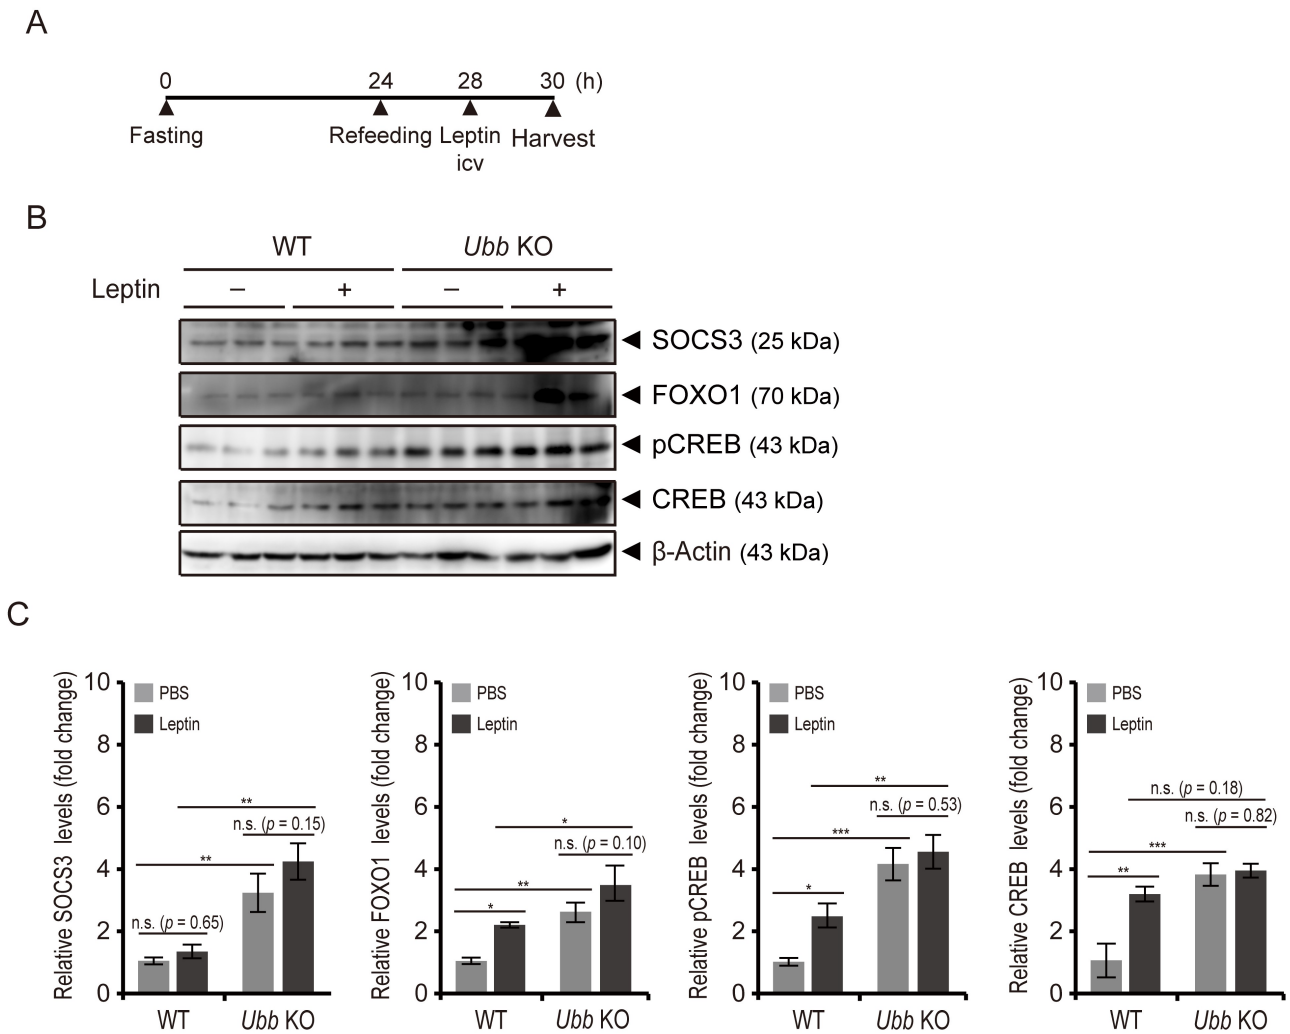 A
0 24 28 30 (h)
Fasting Refeeding Leptin Harvest
icv
B
WT Ubb KO
Leptin – + – +
SOCS3 (25 kDa)
FOXO1 (70 kDa)
pCREB (43 kDa)
CREB (43 kDa)
β-Actin (43 kDa)
C
Relative SOCS3 levels (fold change)
10
8
6
4
2
0
PBS
Leptin
**
n.s. (p = 0.15)
**
n.s. (p = 0.65)
WT Ubb KO
Relative FOXO1 levels (fold change)
10
8
6
4
2
0
PBS
Leptin
*
n.s. (p = 0.10)
**
*
WT Ubb KO
Relative pCREB levels (fold change)
10
8
6
4
2
0
PBS
Leptin
**
n.s. (p = 0.53)
***
*
WT Ubb KO
Relative CREB levels (fold change)
10
8
6
4
2
0
PBS
Leptin
n.s. (p = 0.18)
n.s. (p = 0.82)
***
**
WT Ubb KO